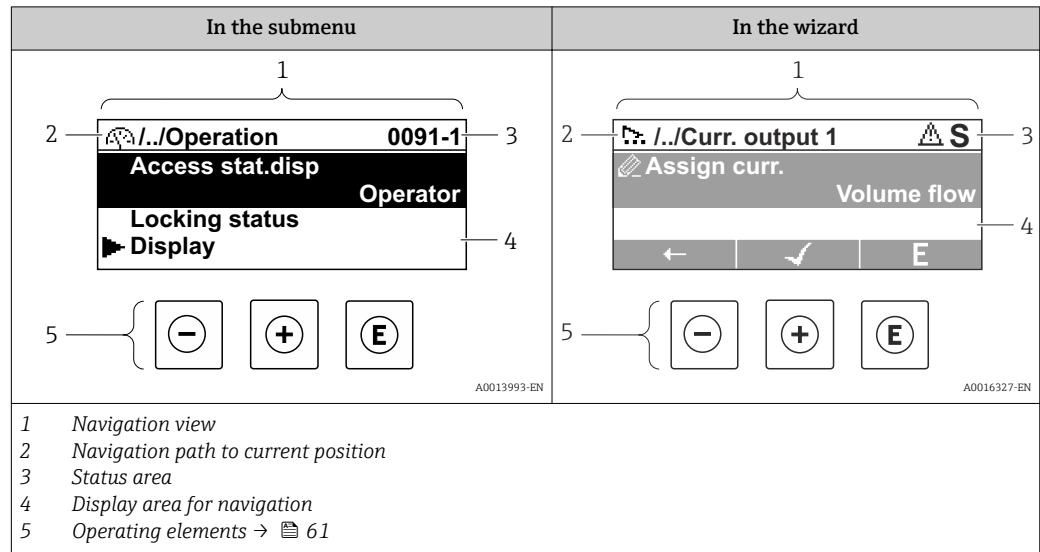 In the submenu
In the wizard
1
2
/../Operation 0091-1
3
Access stat.disp
Operator
Locking status
Display
4
5
− + E
A0013993-EN
1
2
/../Curr. output 1 S
3
Assign curr.
Volume flow
4
← ✓ E
5
− + E
A0016327-EN
1 Navigation view
2 Navigation path to current position
3 Status area
4 Display area for navigation
5 Operating elements → 61